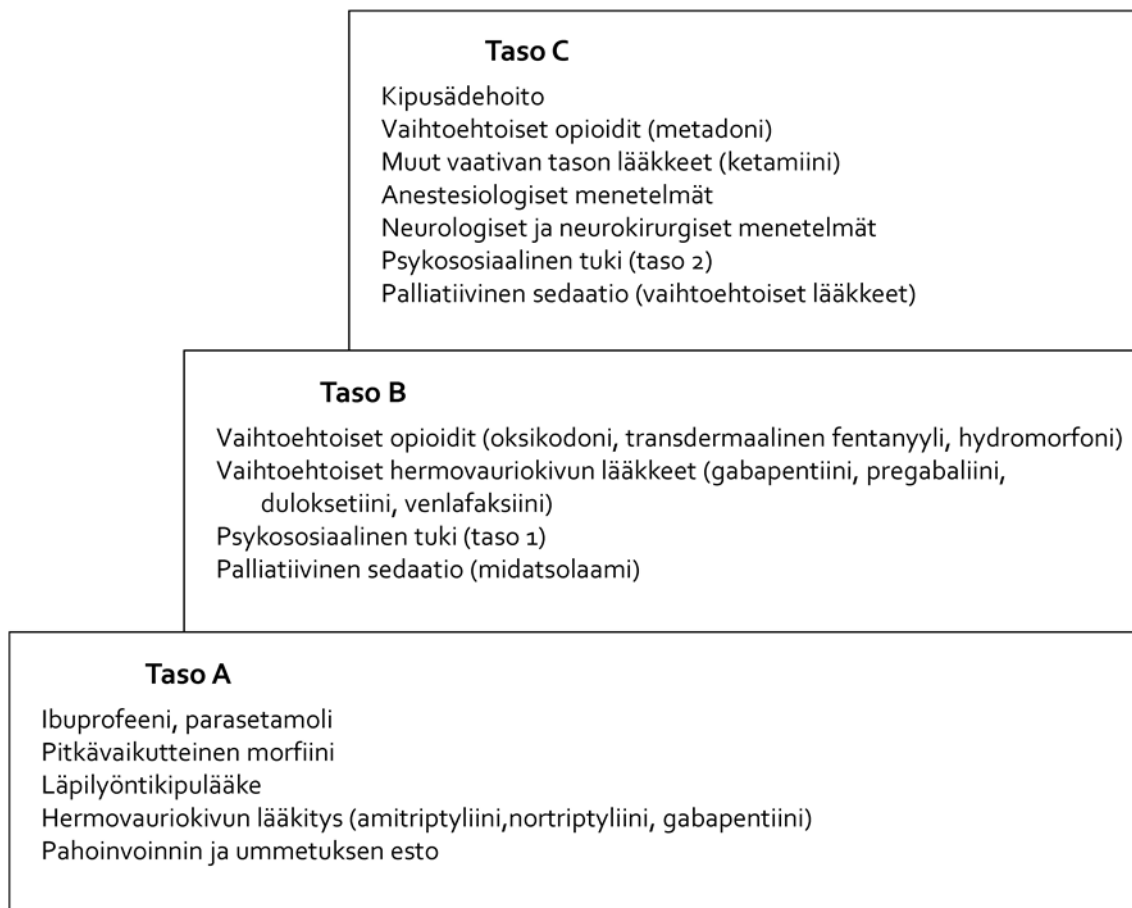 Taso C
Kipusädehoito
Vaihtoehtoiset opioidit (metadoni)
Muut vaativan tason lääkkeet (ketamiini)
Anestesiologiset menetelmät
Neurologiset ja neurokirurgiset menetelmät
Psykososiaalinen tuki (taso 2)
Palliatiivinen sedaatio (vaihtoehtoiset lääkkeet)
Taso B
Vaihtoehtoiset opioidit (oksikodoni, transdermaalinen fentanyyli, hydromorfoni)
Vaihtoehtoiset hermovauriokivun lääkkeet (gabapentiini, pregabaliini,
duloksetiini, venlafaksiini)
Psykososiaalinen tuki (taso 1)
Palliatiivinen sedaatio (midatsolaami)
Taso A
Ibuprofeeni, parasetamoli
Pitkävaikutteinen morfiini
Läpilyöntikipulääke
Hermovauriokivun lääkitys (amitriptyliini,nortriptyliini, gabapentiini)
Pahoinvoinnin ja ummetuksen esto